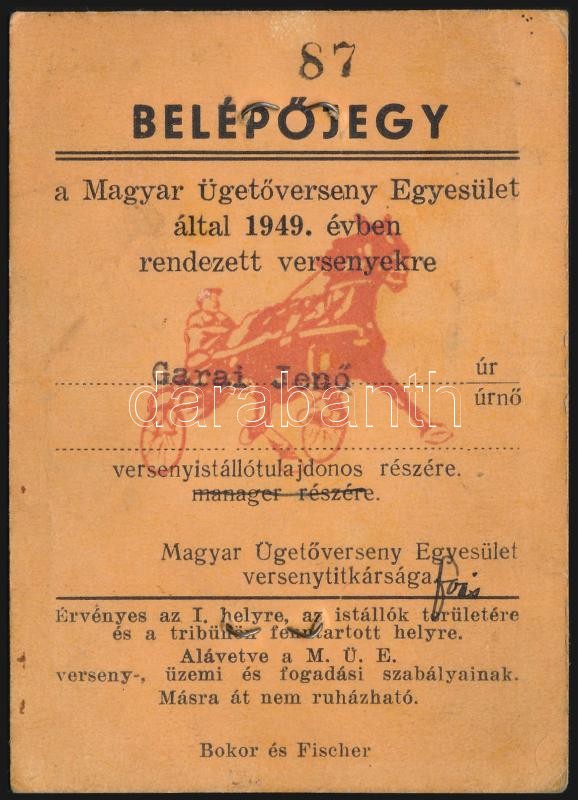 87
BELÉPŐJEGY
a Magyar Ügetőverseny Egyesület
által 1949. évben
rendezett versenyekre
Garai Jenő úr
úrnő
darabanth
versenyistállótulajdonos részére.
manager részére.
Magyar Ügetőverseny Egyesület
versenytitkársága
Érvényes az I. helyre, az istállók területére
és a tribünön fenntartott helyre.
Alávetve a M. Ü. E.
verseny-, üzemi és fogadási szabályainak.
Másra át nem ruházható.
Bokor és Fischer